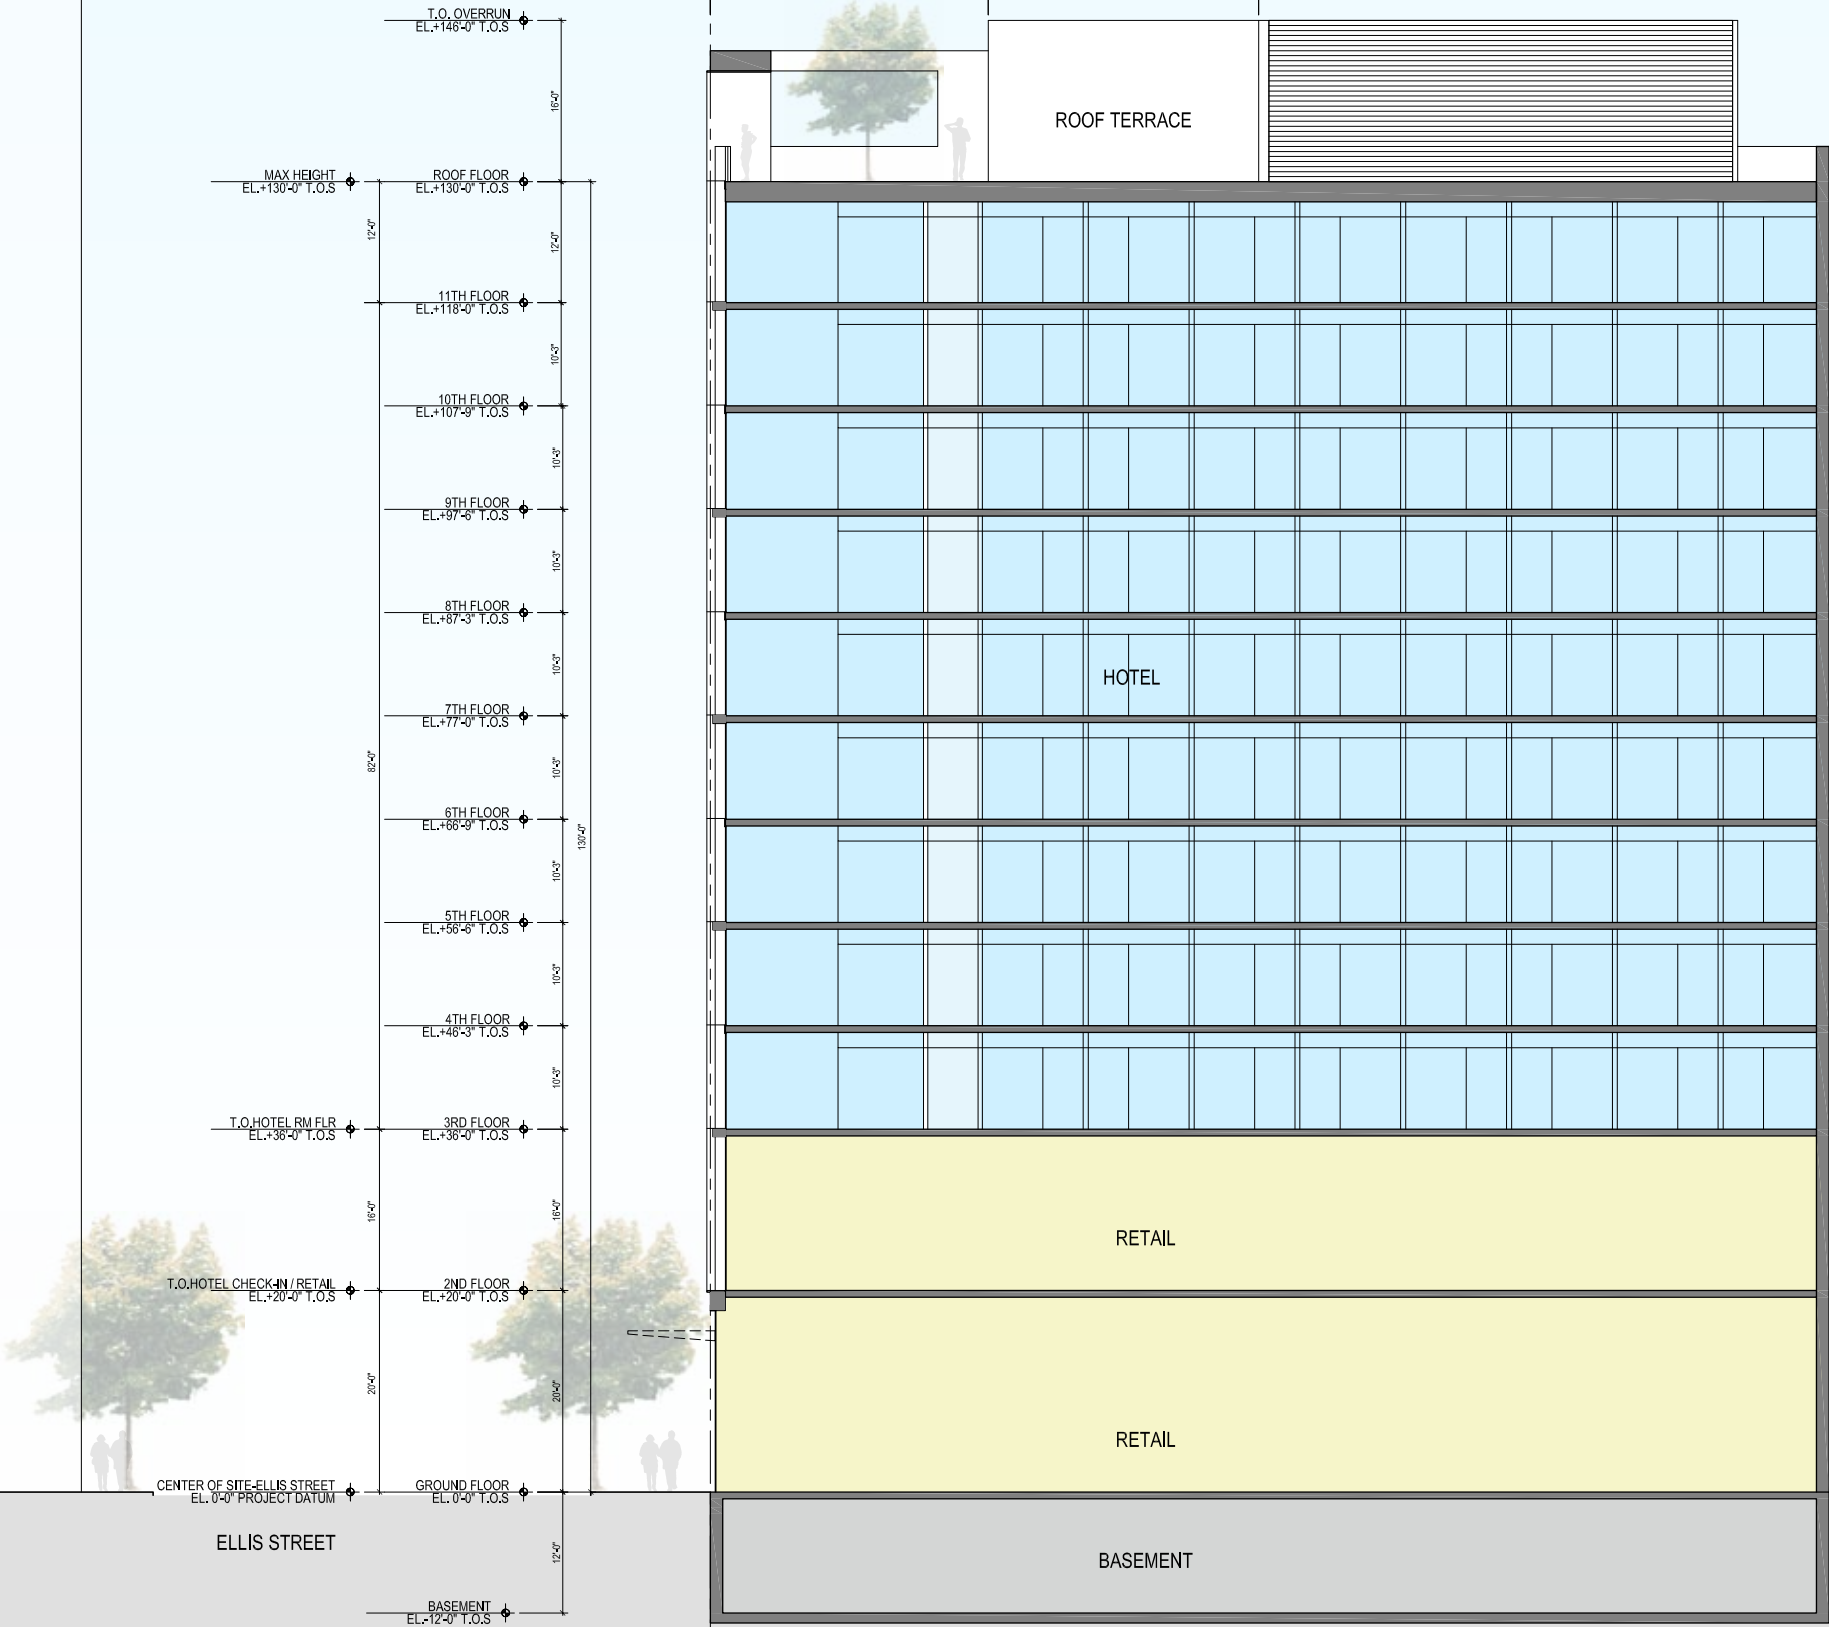 T.O. OVERRUN
EL.+146'-0" T.O.S
16'-0"
ROOF TERRACE
MAX HEIGHT
EL.+130'-0" T.O.S
ROOF FLOOR
EL.+130'-0" T.O.S
12'-0"
12'-0"
11TH FLOOR
EL.+118'-0" T.O.S
10'-3"
10TH FLOOR
EL.+107'-9" T.O.S
10'-3"
9TH FLOOR
EL.+97'-6" T.O.S
10'-3"
8TH FLOOR
EL.+87'-3" T.O.S
10'-3"
HOTEL
7TH FLOOR
EL.+77'-0" T.O.S
82'-0"
10'-3"
6TH FLOOR
EL.+66'-9" T.O.S
130'-0"
10'-3"
5TH FLOOR
EL.+56'-6" T.O.S
10'-3"
4TH FLOOR
EL.+46'-3" T.O.S
10'-3"
T.O.HOTEL RM FLR
EL.+36'-0" T.O.S
3RD FLOOR
EL.+36'-0" T.O.S
16'-0"
16'-0"
RETAIL
T.O.HOTEL CHECK-IN / RETAIL
EL.+20'-0" T.O.S
2ND FLOOR
EL.+20'-0" T.O.S
20'-0"
20'-0"
RETAIL
CENTER OF SITE-ELLIS STREET
EL. 0'-0" PROJECT DATUM
GROUND FLOOR
EL. 0'-0" T.O.S
ELLIS STREET
12'-0"
BASEMENT
BASEMENT
EL.-12'-0" T.O.S